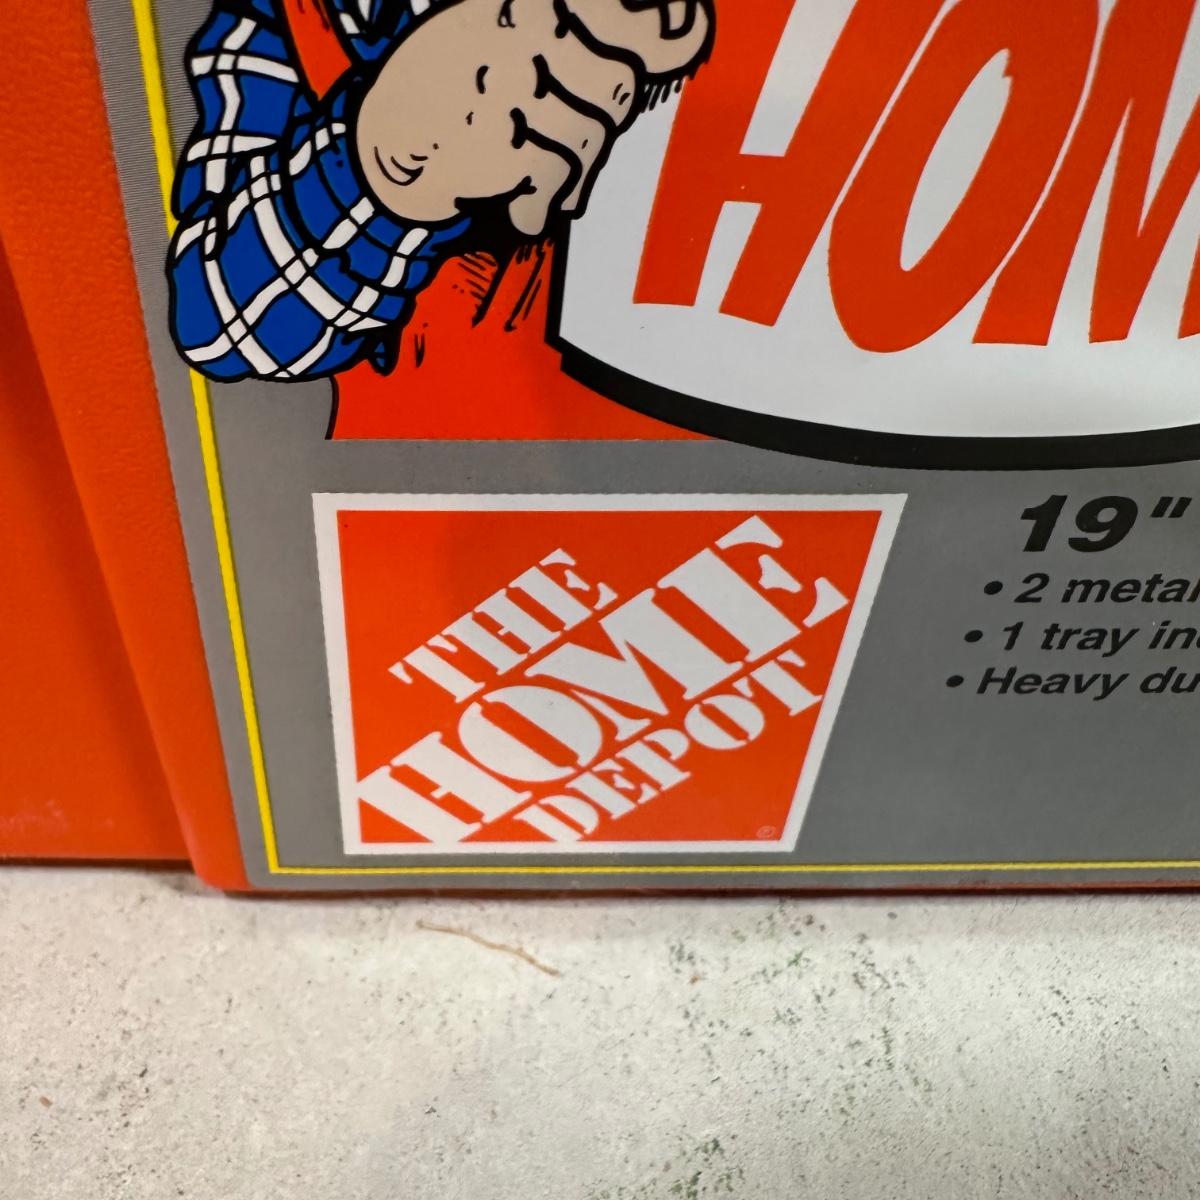 HOM
THE
HOME
DEPOT
®
19"
• 2 metal
• 1 tray in
• Heavy du